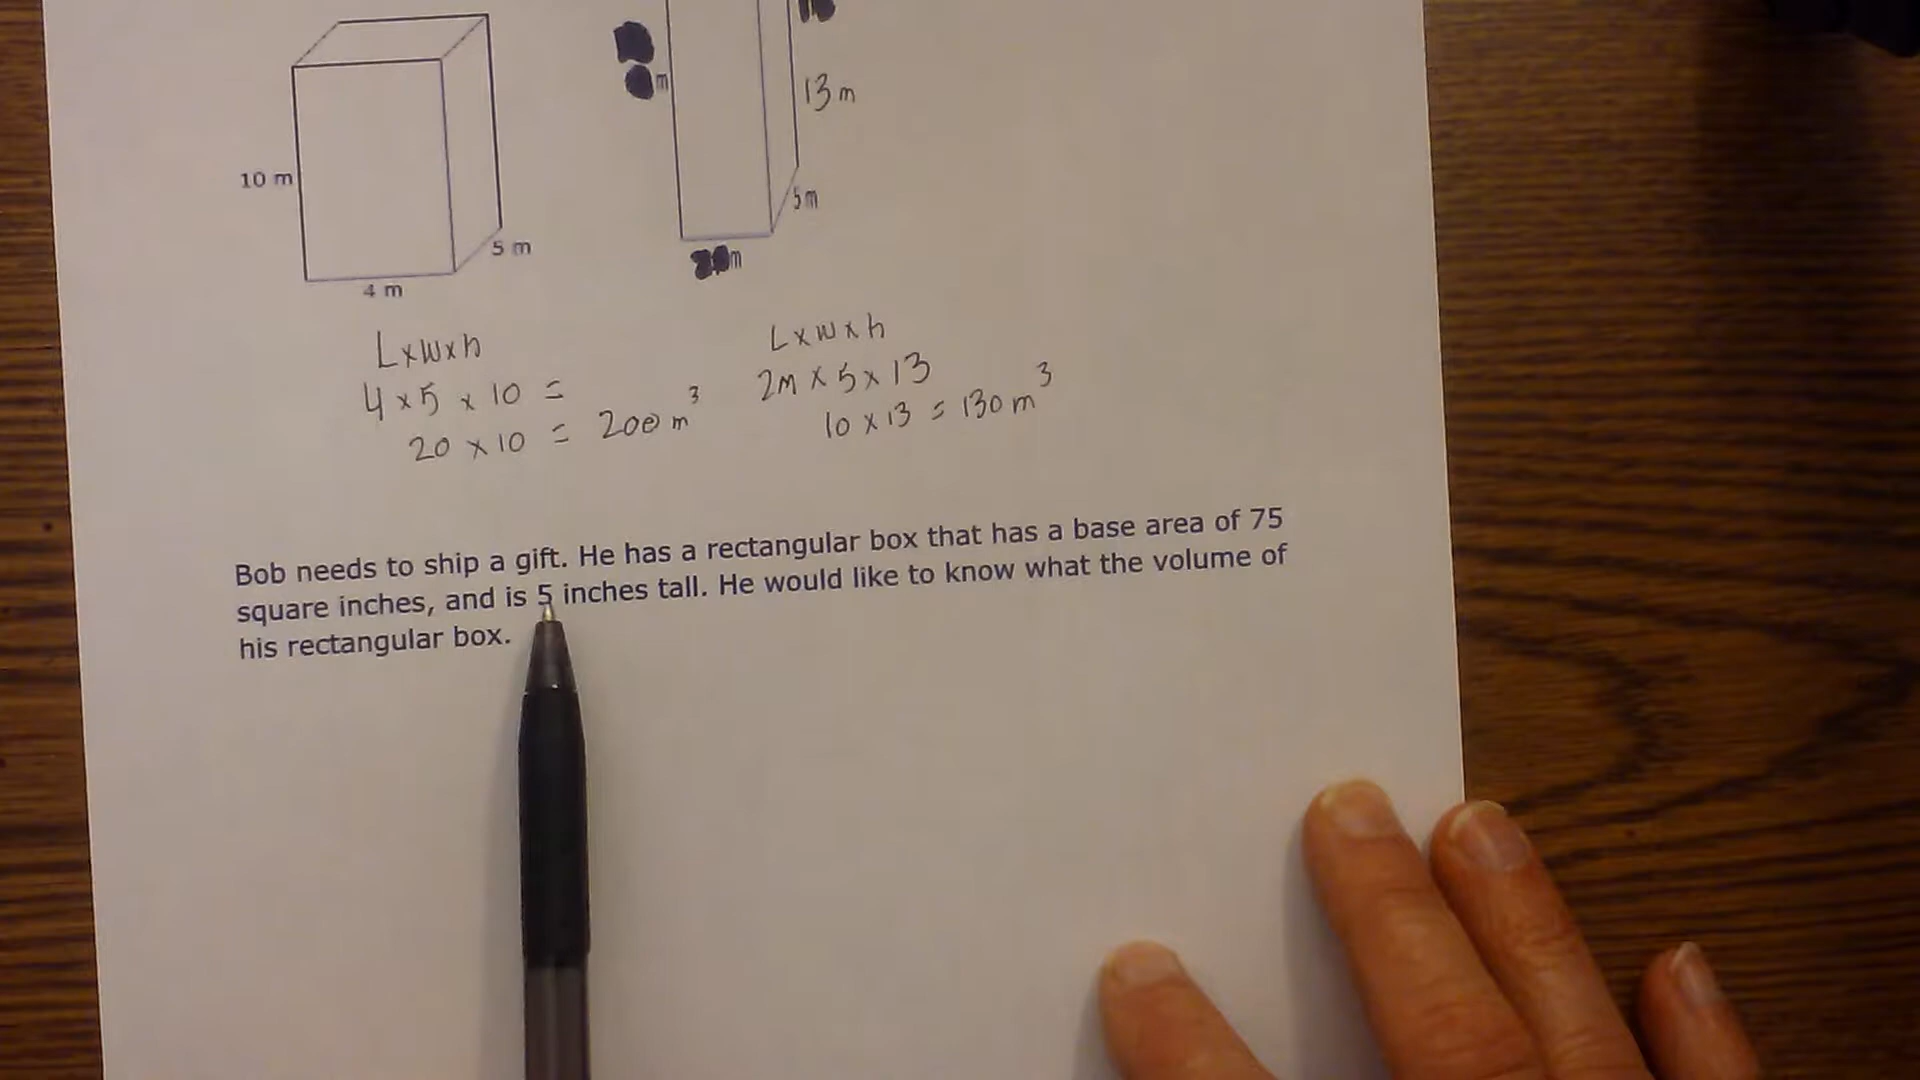 m
13 m
10 m
5 m
5 m
4 m
m
L x W x h
L x W x h
4 x 5 x 10 =
2m x 5 x 13
20 x 10 = 200 m³
10 x 13 = 130 m³
Bob needs to ship a gift. He has a rectangular box that has a base area of 75
square inches, and is 5 inches tall. He would like to know what the volume of
his rectangular box.